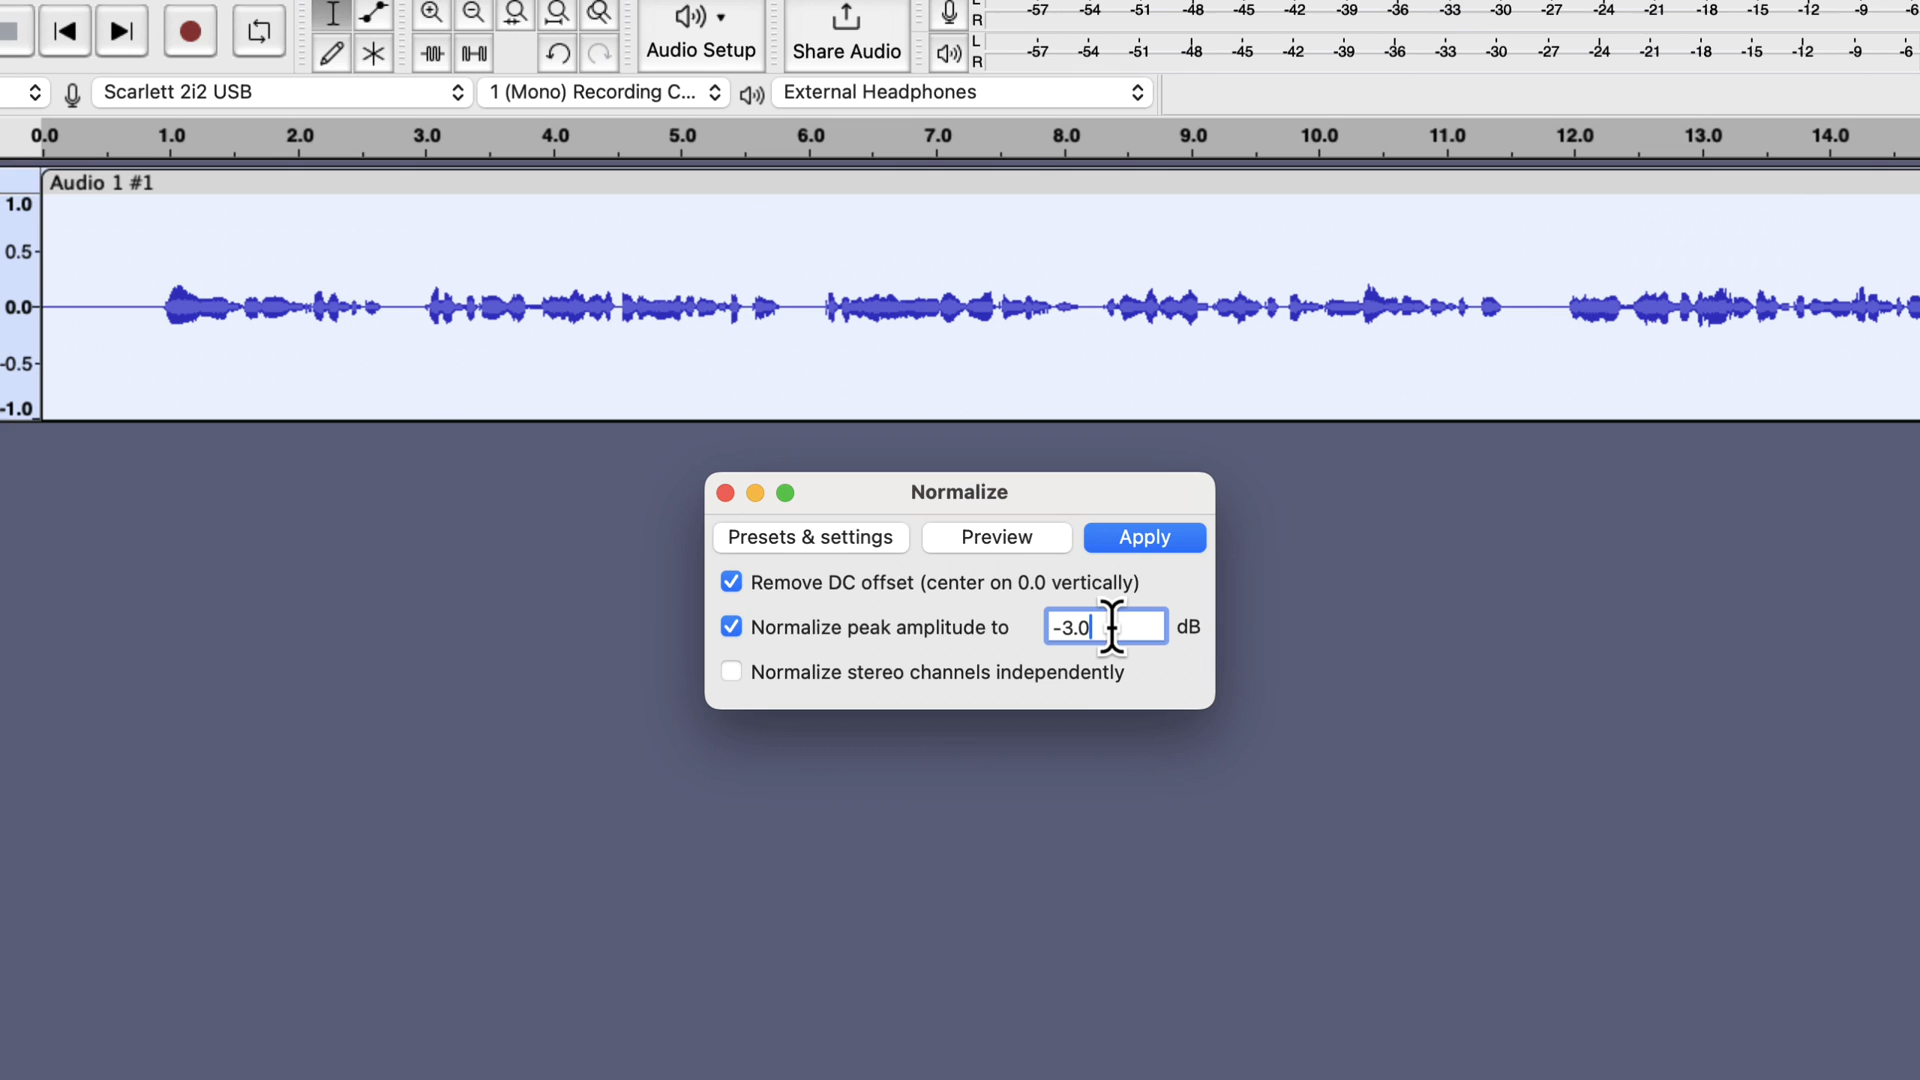 L
-57 -54 -51 -48 -45 -42 -39 -36 -33 -30 -27 -24 -21 -18 -15 -12 -9 -6
R
Audio Setup
Share Audio
L
-57 -54 -51 -48 -45 -42 -39 -36 -33 -30 -27 -24 -21 -18 -15 -12 -9 -6
R
Scarlett 2i2 USB 1 (Mono) Recording C... External Headphones
0.0 1.0 2.0 3.0 4.0 5.0 6.0 7.0 8.0 9.0 10.0 11.0 12.0 13.0 14.0
Audio 1 #1
1.0
0.5-
0.0-
-0.5-
-1.0
Normalize
Presets & settings Preview Apply
Remove DC offset (center on 0.0 vertically)
Normalize peak amplitude to -3.0 dB
Normalize stereo channels independently